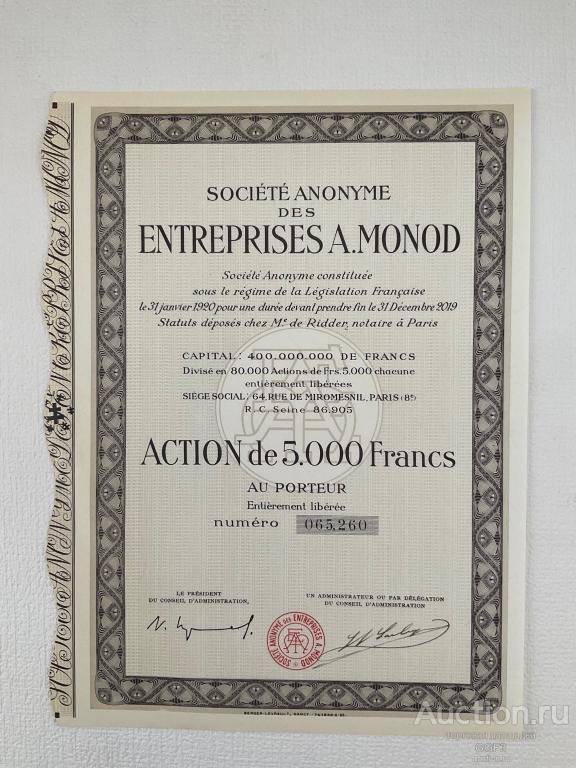 SOCIÉTÉ ANONYME
DES
ENTREPRISES A. MONOD
Société Anonyme constituée
sous le régime de la Législation Française
le 31 janvier 1920 pour une durée devant prendre fin le 31 Décembre 2019
Statuts déposés chez Mᵉ de Ridder, notaire à Paris
CAPITAL: 400.000.000 DE FRANCS
Divisé en 80.000 Actions de Frs. 5.000 chacune
entièrement libérées
SIÈGE SOCIAL: 64, RUE DE MIROMESNIL, PARIS (8ᵉ)
R.C. Seine 86.905
ACTION de 5.000 Francs
AU PORTEUR
Entièrement libérée
numéro 065,260
LE PRÉSIDENT
DU CONSEIL D'ADMINISTRATION,
UN ADMINISTRATEUR OU PAR DÉLÉGATION
DU CONSEIL D'ADMINISTRATION
SOCIÉTÉ ANONYME DES ENTREPRISES A. MONOD
BERGER-LEVRAULT, NANCY
Auction.ru